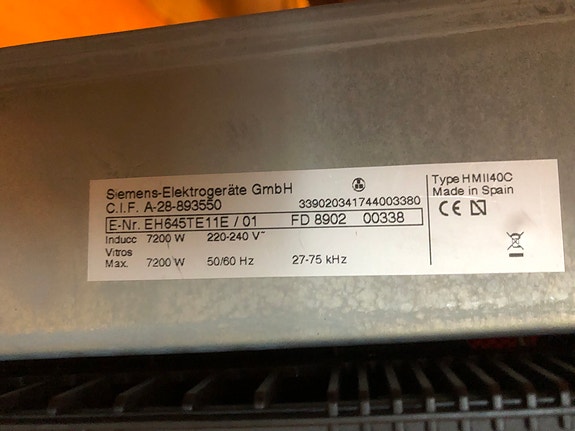 Siemens-Elektrogeräte GmbH
C.I.F. A-28-893550 339020341744003380
E-Nr. EH645TE11E / 01 FD 8902 00338
Inducc 7200 W 220-240 V~
Vitros
Max. 7200 W 50/60 Hz 27-75 kHz
Type HMII40C
Made in Spain
CE N